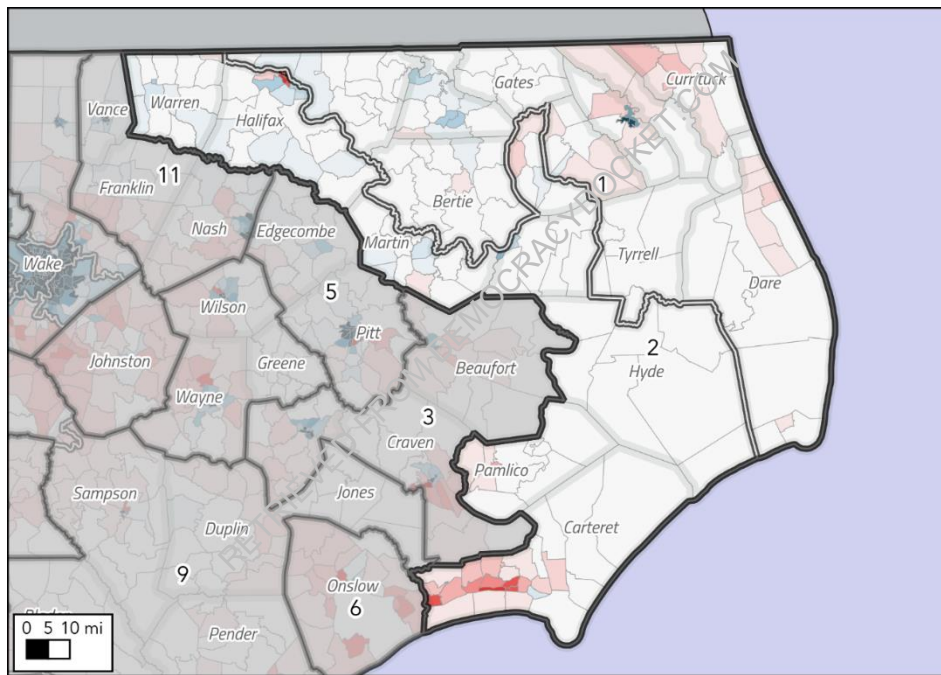 Gates
Currituck
Warren
Vance
Halifax
11
Franklin
1
Bertie
Nash
Edgecombe
Martin
Wake
Tyrrell
Dare
5
Wilson
Pitt
2
Johnston
Beaufort
Hyde
Greene
Wayne
3
Craven
Pamlico
Sampson
Jones
Carteret
Duplin
9
Onslow
6
Pender
0 5 10 mi